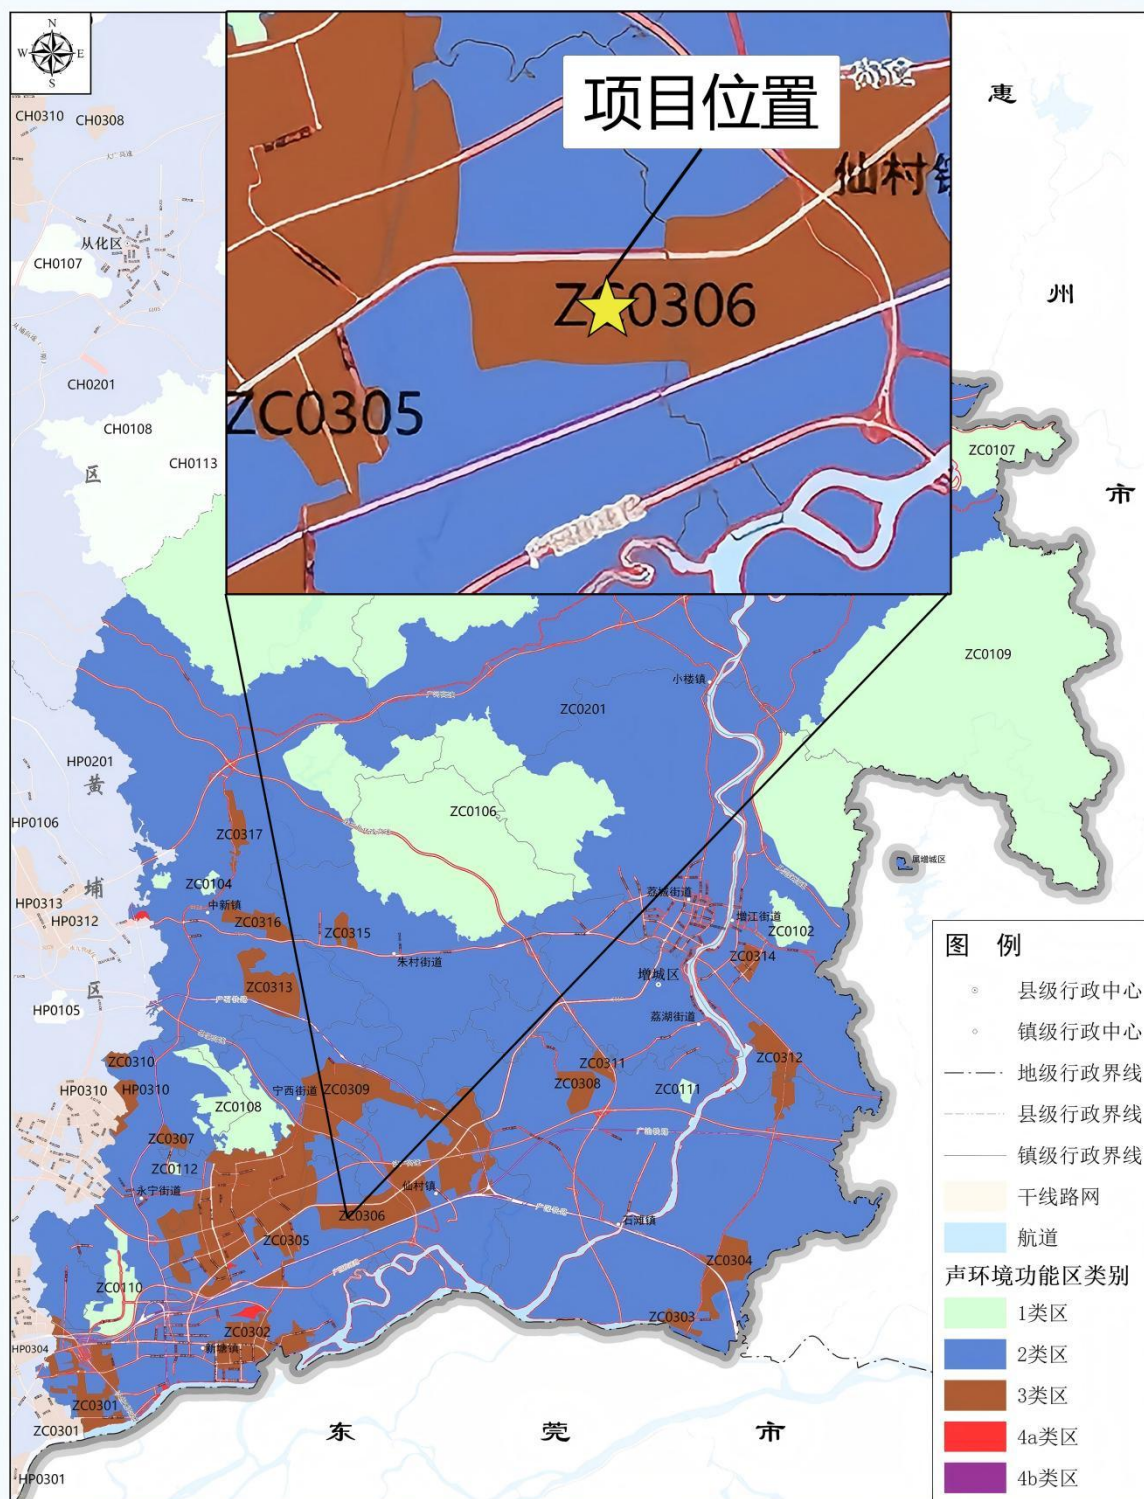 N
W
E
S
项目位置
仙村镇
ZC0306
ZC0305
惠
州
市
CH0310
CH0308
从化区
CH0107
CH0201
CH0108
区
CH0113
ZC0107
ZC0109
小楼镇
ZC0201
HP0201
黄
ZC0106
HP0106
ZC0317
属增城区
埔
ZC0104
荔城街道
HP0313
中新镇
HP0312
ZC0316
ZC0315
增江街道
ZC0102
朱村街道
ZC0314
增城区
区
ZC0313
HP0105
荔湖街道
ZC0310
ZC0311
ZC0312
HP0310
HP0310
宁西街道
ZC0309
ZC0308
ZC0111
ZC0108
ZC0307
ZC0112
永宁街道
仙村镇
ZC0306
石滩镇
ZC0305
ZC0304
ZC0110
ZC0303
ZC0302
HP0304
新塘镇
ZC0301
ZC0301
HP0301
东
莞
市
图 例
县级行政中心
镇级行政中心
地级行政界线
县级行政界线
镇级行政界线
干线路网
航道
声环境功能区类别
1类区
2类区
3类区
4a类区
4b类区